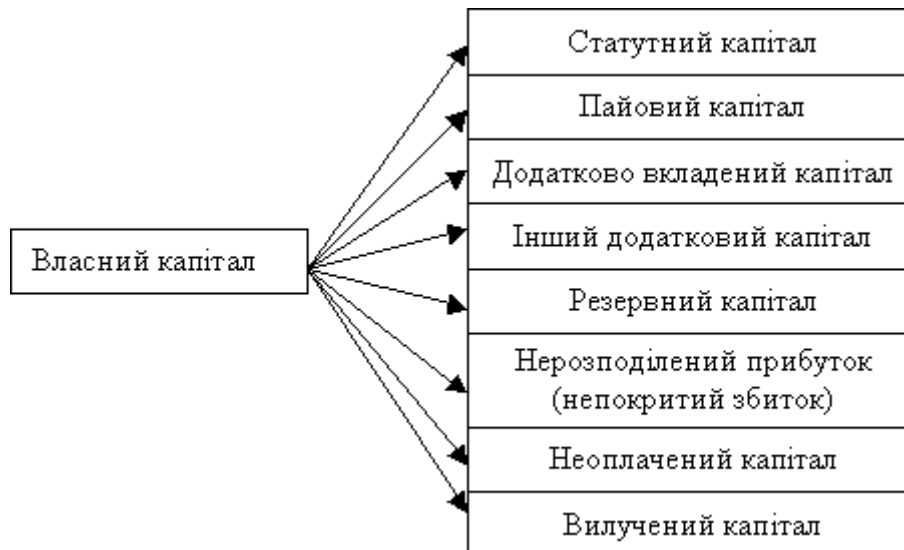 Власний капітал
Статутний капітал
Пайовий капітал
Додатково вкладений капітал
Інший додатковий капітал
Резервний капітал
Нерозподілений прибуток
(непокритий збиток)
Неоплачений капітал
Вилучений капітал